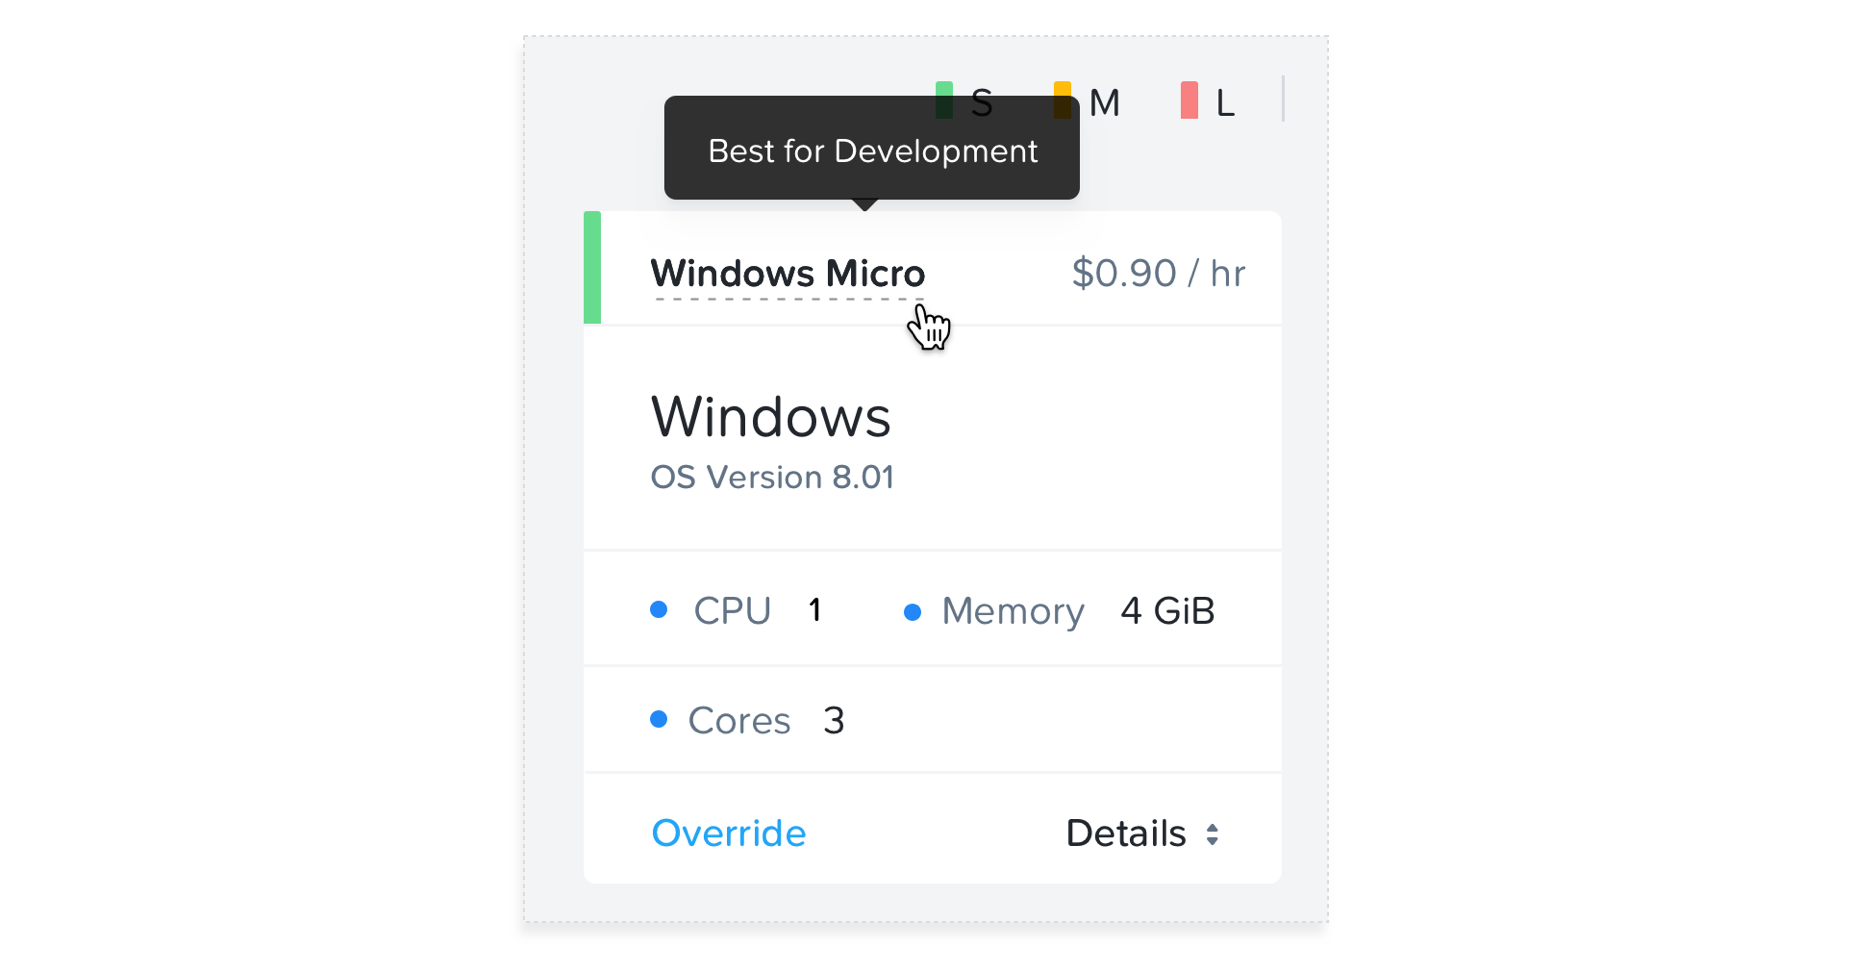 S M L
Best for Development
Windows Micro $0.90 / hr
Windows
OS Version 8.01
CPU 1 Memory 4 GiB
Cores 3
Override Details